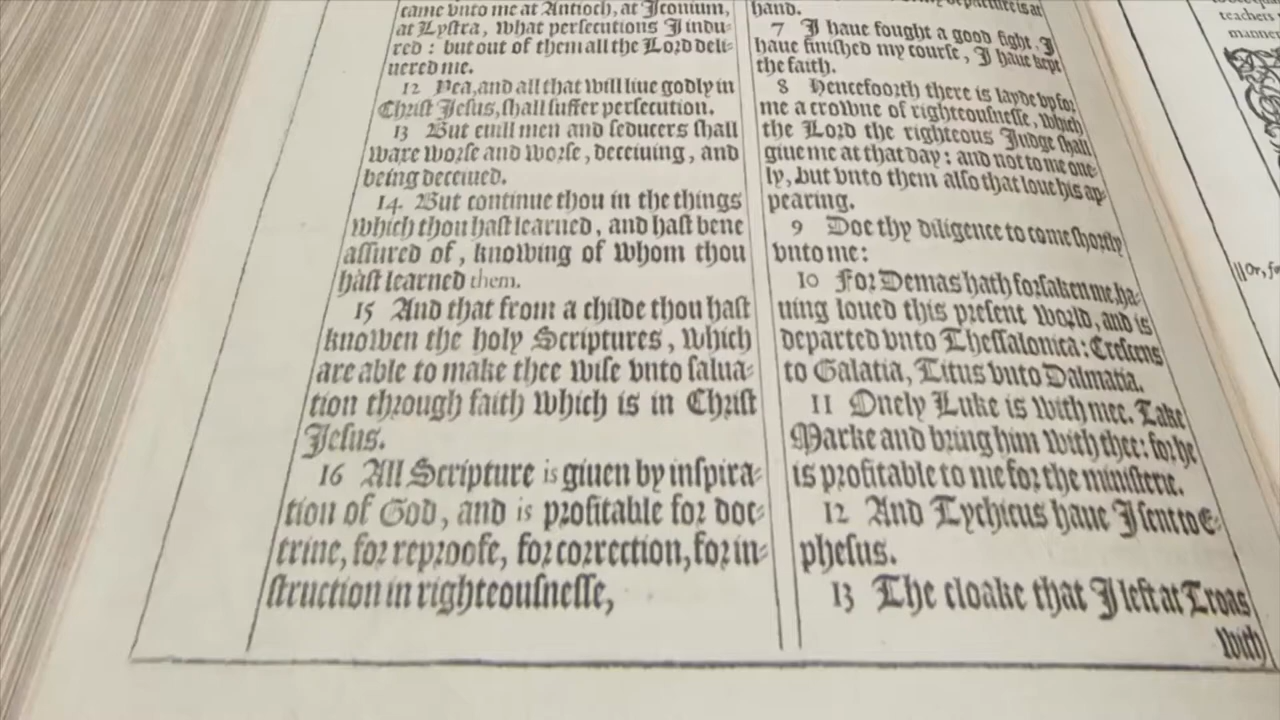 came vnto me at Antioch, at Iconium,
at Lystra, what persecutions I indu-
red: but out of them all the Lord deli-
uered me.
12 Yea, and all that will liue godly in
Christ Iesus, shall suffer persecution.
13 But euill men and seducers shall
ware worse and worse, deceiuing, and
being deceiued.
14 But continue thou in the things
which thou hast learned, and hast bene
assured of, knowing of whom thou
hast learned them.
15 And that from a childe thou hast
knowen the holy Scriptures, which
are able to make thee wise vnto salua-
tion through faith which is in Christ
Iesus.
16 All Scripture is giuen by inspira-
tion of God, and is profitable for doc-
trine, for reproofe, for correction, for in-
struction in righteousnesse,
departure is at
hand.
7 I haue fought a good fight, I
haue finished my course, I haue kept
the faith.
8 Hencefoorth there is layde vp for
me a crowne of righteousnesse, which
the Lord the righteous Iudge shall
giue me at that day: and not to me one-
ly, but vnto them also that loue his ap-
pearing.
9 Doe thy diligence to come shortly
vnto me:
10 For Demas hath forsaken me, ha-
uing loued this present world, and is
departed vnto Thessalonica: Crescens
to Galatia, Titus vnto Dalmatia.
11 Onely Luke is with mee. Take
Marke and bring him with thee: for he
is profitable to me for the ministerie.
12 And Tychicus haue I sent to E-
phesus.
13 The cloake that I left at Troas
with
teachers
manner
||Or,